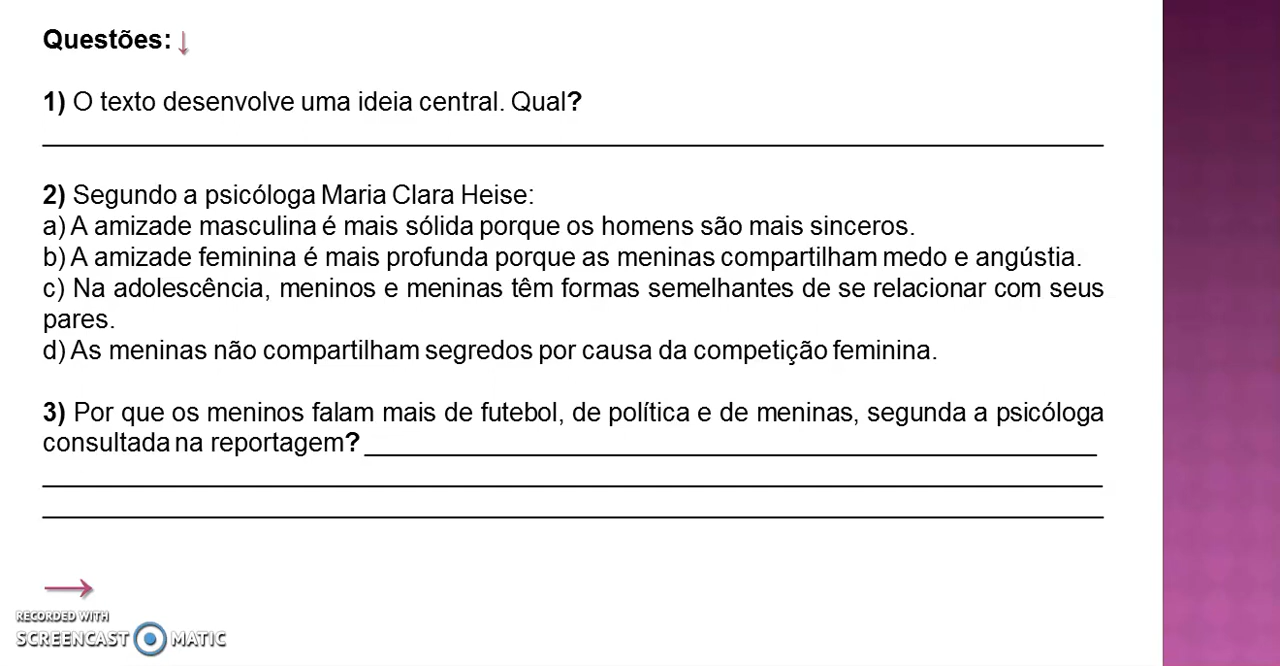 Questões:↓
1) O texto desenvolve uma ideia central. Qual?
2) Segundo a psicóloga Maria Clara Heise:
a) A amizade masculina é mais sólida porque os homens são mais sinceros.
b) A amizade feminina é mais profunda porque as meninas compartilham medo e angústia.
c) Na adolescência, meninos e meninas têm formas semelhantes de se relacionar com seus
pares.
d) As meninas não compartilham segredos por causa da competição feminina.
3) Por que os meninos falam mais de futebol, de política e de meninas, segunda a psicóloga
consultada na reportagem?
→
RECORDED WITH
SCREENCAST MATIC